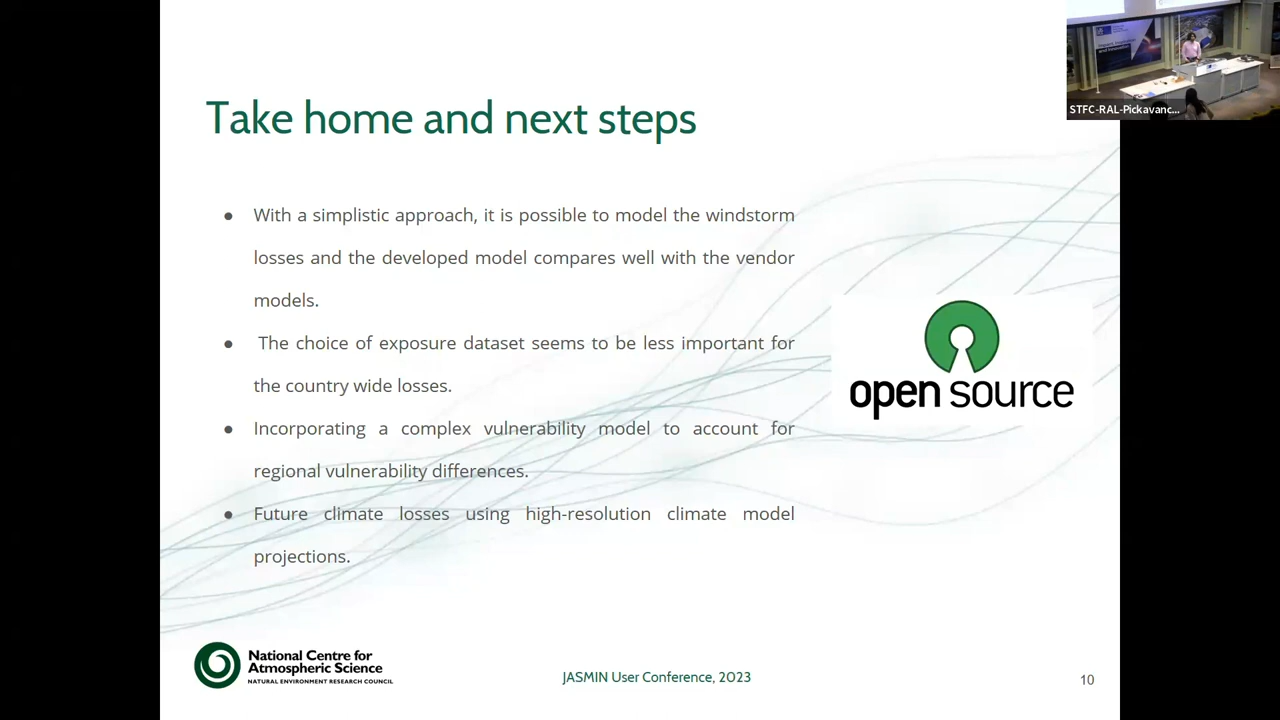 STFC-RAL-Pickavanc...
Take home and next steps
● With a simplistic approach, it is possible to model the windstorm
losses and the developed model compares well with the vendor
models.
● The choice of exposure dataset seems to be less important for
the country wide losses.
● Incorporating a complex vulnerability model to account for
regional vulnerability differences.
● Future climate losses using high-resolution climate model
projections.
open source
National Centre for
Atmospheric Science
NATURAL ENVIRONMENT RESEARCH COUNCIL
JASMIN User Conference, 2023
10